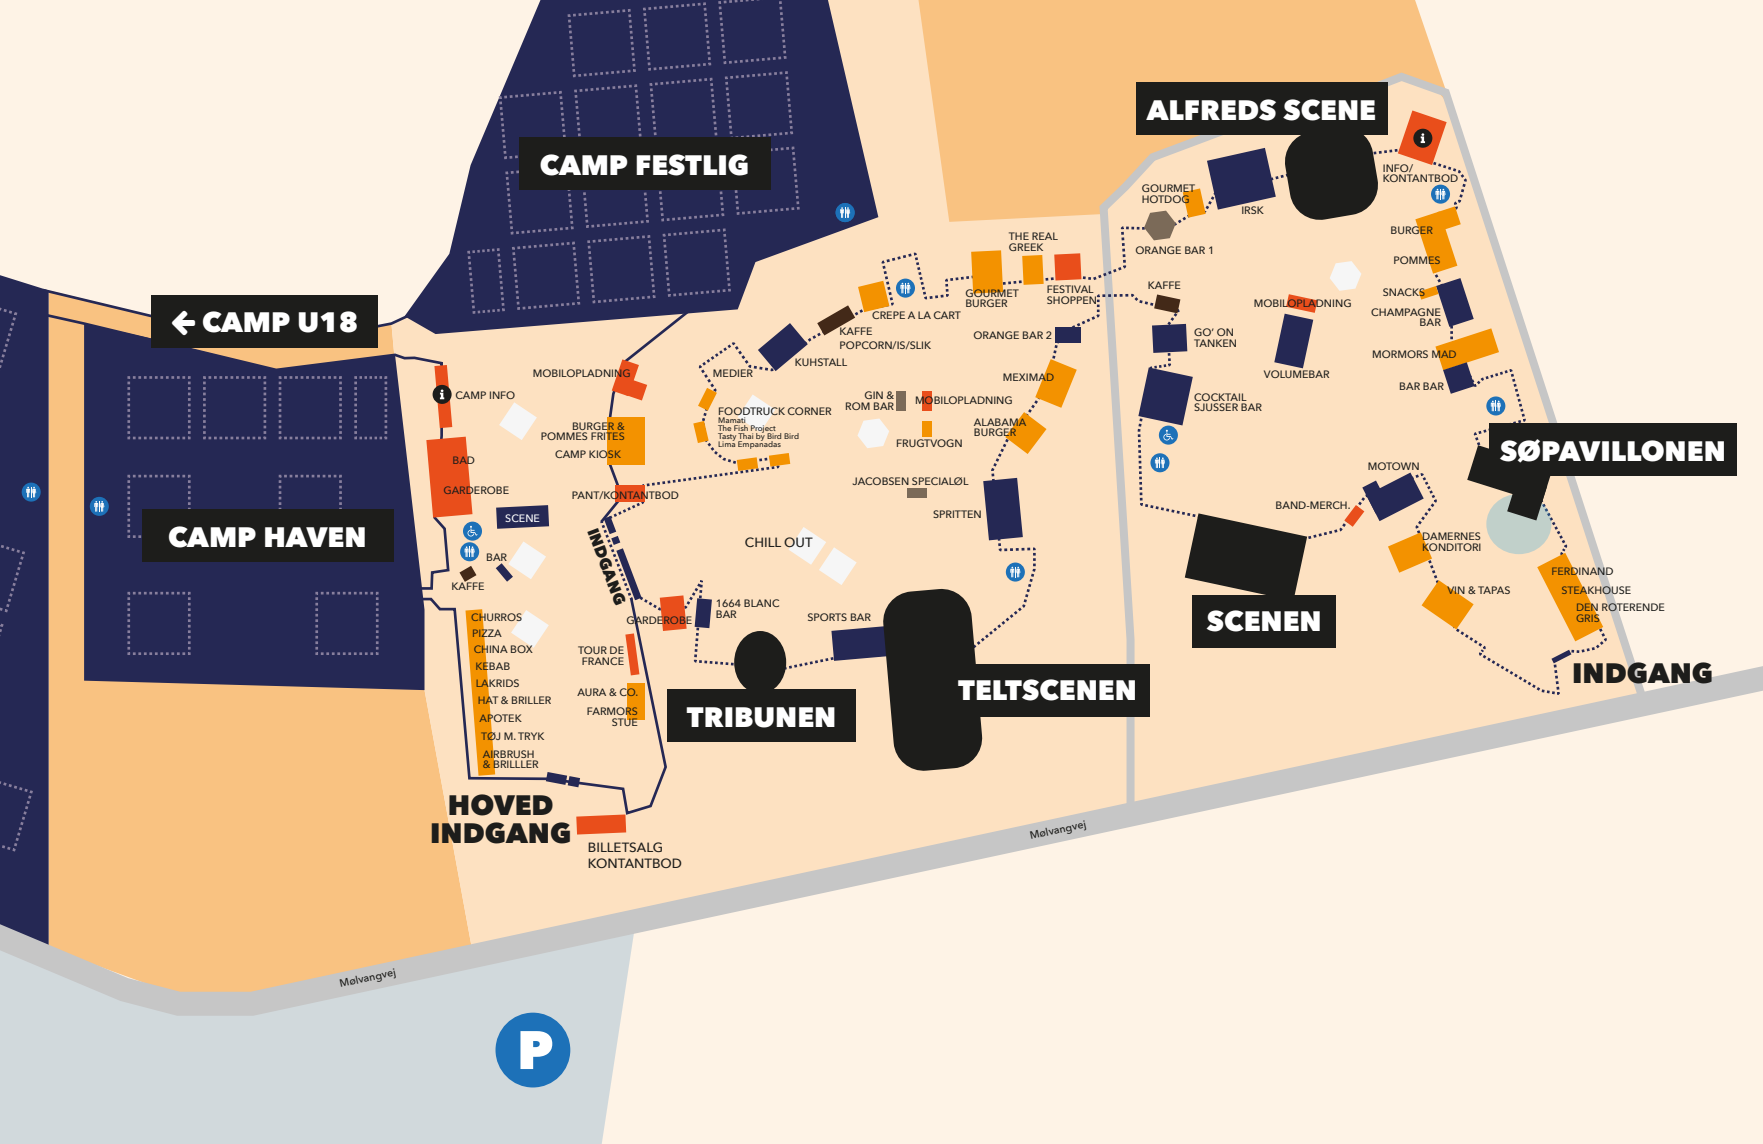 ALFREDS SCENE
CAMP FESTLIG
INFO/
KONTANTBOD
GOURMET
HOTDOG
IRSK
ORANGE BAR 1
BURGER
POMMES
THE REAL
GREEK
GOURMET
BURGER
FESTIVAL
SHOPPEN
KAFFE
MOBILOPLADNING
SNACKS
CHAMPAGNE
BAR
← CAMP U18
CREPE A LA CART
KAFFE
POPCORN/IS/SLIK
KUHSTALL
ORANGE BAR 2
GO' ON
TANKEN
VOLUMEBAR
MORMORS MAD
BAR BAR
MOBILOPLADNING
MEDIER
MEXIMAD
CAMP INFO
GIN &
ROM BAR
MOBILOPLADNING
COCKTAIL
SJUSSER BAR
FOODTRUCK CORNER
Mamati
The Fish Project
Tasty Thai by Bird Bird
Lima Empanadas
BURGER &
POMMES FRITES
CAMP KIOSK
FRUGTVOGN
ALABAMA
BURGER
SØPAVILLONEN
BAD
GARDEROBE
PANT/KONTANTBOD
JACOBSEN SPECIALØL
MOTOWN
SCENE
SPRITTEN
BAND-MERCH.
CAMP HAVEN
INDGANG
CHILL OUT
DAMERNES
KONDITORI
BAR
KAFFE
FERDINAND
STEAKHOUSE
DEN ROTERENDE
GRIS
VIN & TAPAS
1664 BLANC
BAR
GARDEROBE
SPORTS BAR
SCENEN
CHURROS
PIZZA
CHINA BOX
KEBAB
LAKRIDS
HAT & BRILLER
APOTEK
TØJ M. TRYK
AIRBRUSH
& BRILLLER
TOUR DE
FRANCE
AURA & CO.
FARMORS
STUE
INDGANG
TELTSCENEN
TRIBUNEN
HOVED
INDGANG
BILLETSALG
KONTANTBOD
Mølvangvej
Mølvangvej
P